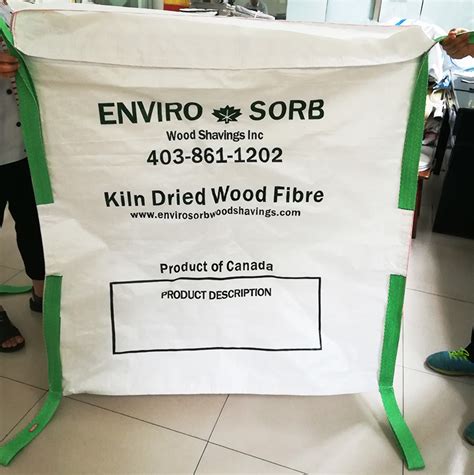 ENVIRO SORB
Wood Shavings Inc
403-861-1202
Kiln Dried Wood Fibre
www.envirosorbwoodshavings.com
Product of Canada
PRODUCT DESCRIPTION